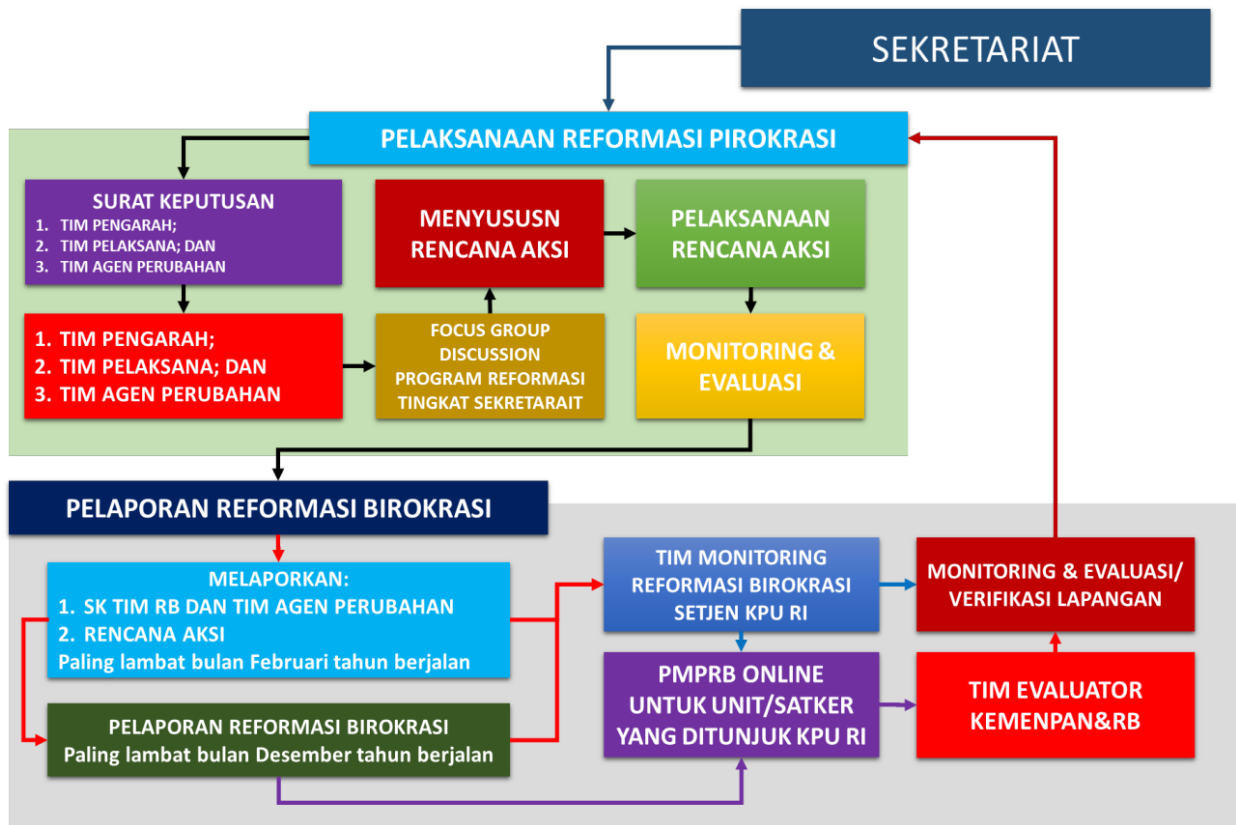 SEKRETARIAT
PELAKSANAAN REFORMASI PIROKRASI
SURAT KEPUTUSAN
1. TIM PENGARAH;
2. TIM PELAKSANA; DAN
3. TIM AGEN PERUBAHAN
MENYUSUSN
RENCANA AKSI
PELAKSANAAN
RENCANA AKSI
1. TIM PENGARAH;
2. TIM PELAKSANA; DAN
3. TIM AGEN PERUBAHAN
FOCUS GROUP
DISCUSSION
PROGRAM REFORMASI
TINGKAT SEKRETARAIT
MONITORING &
EVALUASI
PELAPORAN REFORMASI BIROKRASI
MELAPORKAN:
1. SK TIM RB DAN TIM AGEN PERUBAHAN
2. RENCANA AKSI
Paling lambat bulan Februari tahun berjalan
TIM MONITORING
REFORMASI BIROKRASI
SETJEN KPU RI
MONITORING & EVALUASI/
VERIFIKASI LAPANGAN
PELAPORAN REFORMASI BIROKRASI
Paling lambat bulan Desember tahun berjalan
PMPRB ONLINE
UNTUK UNIT/SATKER
YANG DITUNJUK KPU RI
TIM EVALUATOR
KEMENPAN&RB